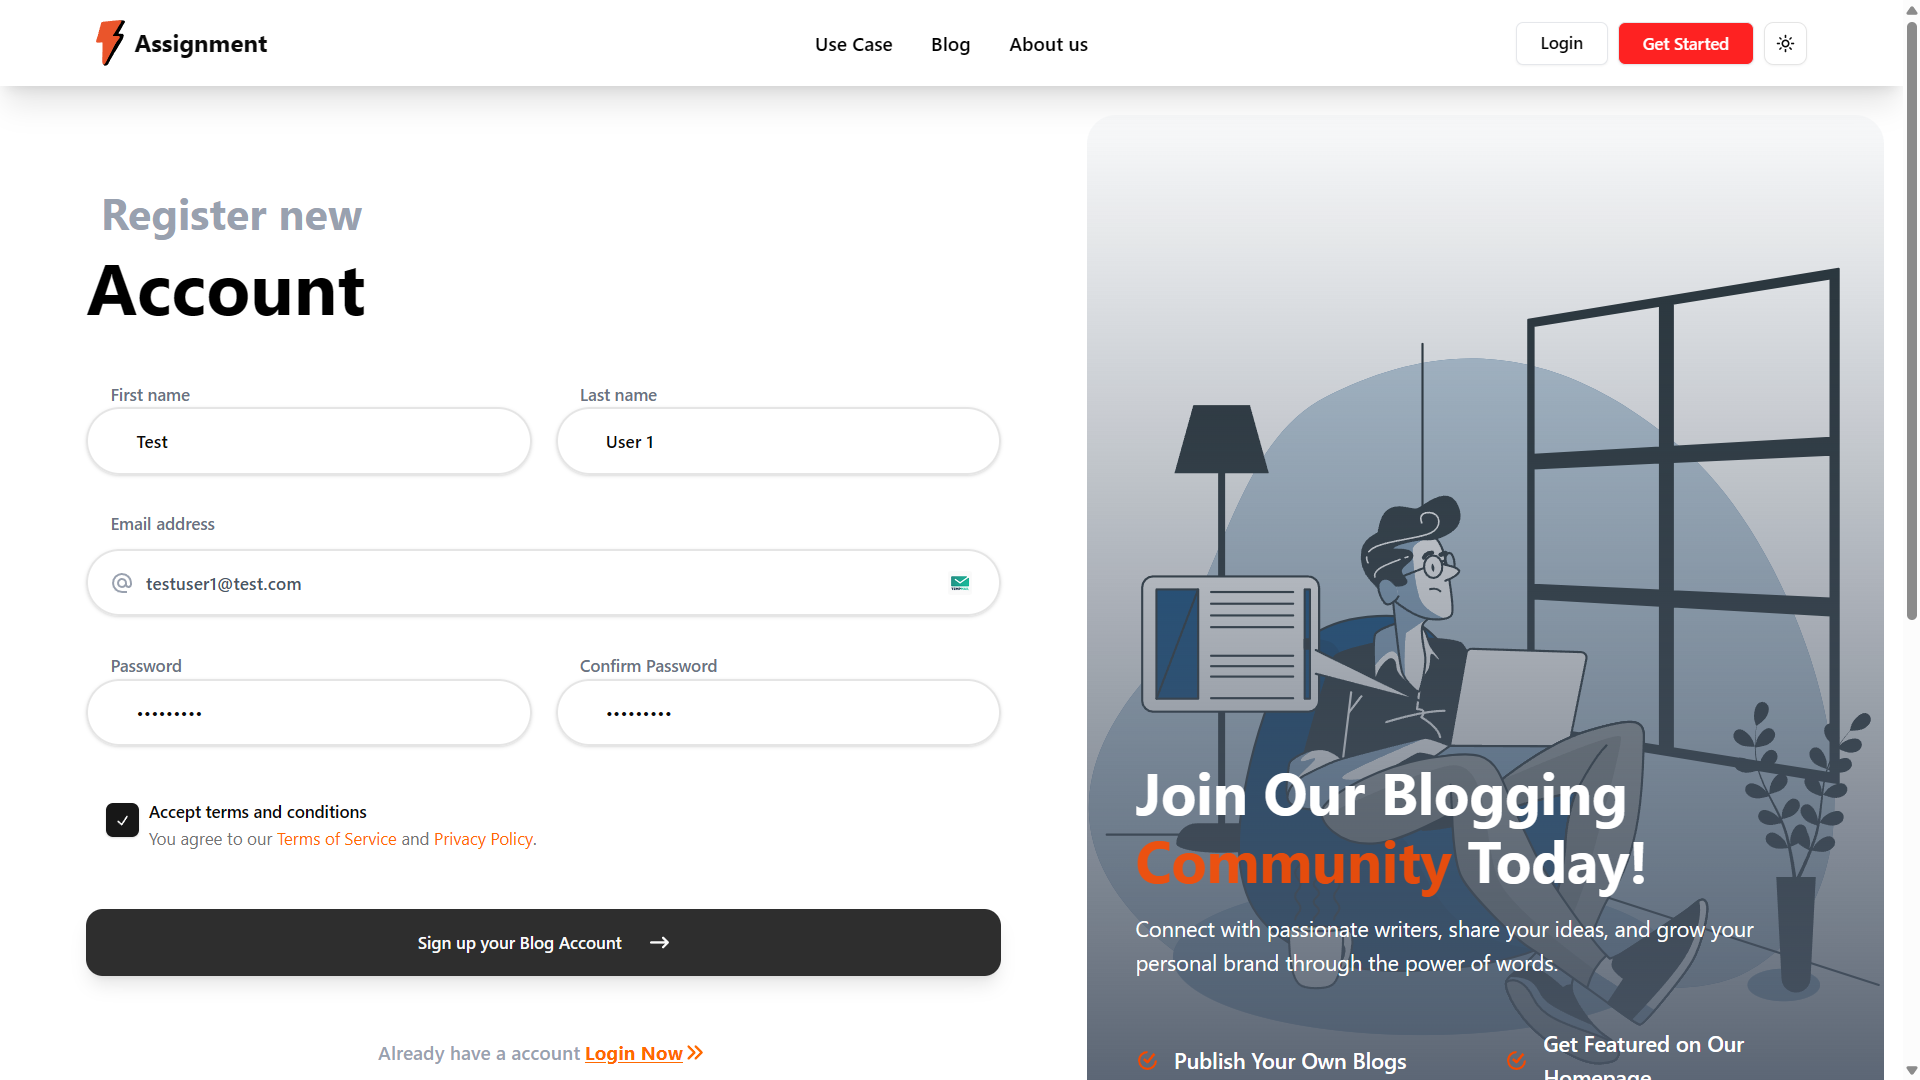 Assignment
Use Case
Blog
About us
Login
Get Started
Register new
Account
First name
Last name
Test
User 1
Email address
testuser1@test.com
Password
Confirm Password
•••••••••
•••••••••
Accept terms and conditions
You agree to our Terms of Service and Privacy Policy.
Sign up your Blog Account
Already have a account Login Now
Join Our Blogging
Community Today!
Connect with passionate writers, share your ideas, and grow your
personal brand through the power of words.
Publish Your Own Blogs
Get Featured on Our
Homepage